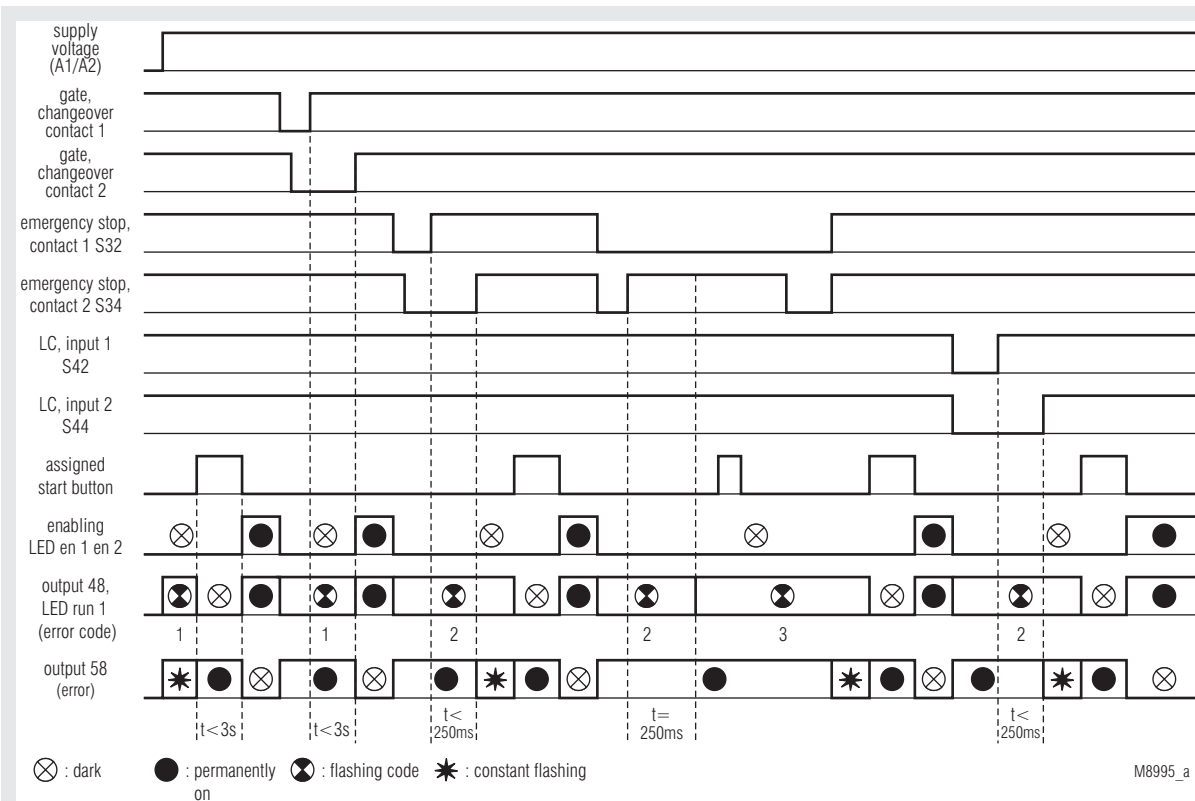 supply
voltage
(A1/A2)
gate,
changeover
contact 1
gate,
changeover
contact 2
emergency stop,
contact 1 S32
emergency stop,
contact 2 S34
LC, input 1
S42
LC, input 2
S44
assigned
start button
enabling
LED en 1 en 2
output 48,
LED run 1
(error code)
1 1 2 2 3 2
output 58
(error)
t<3s
t<3s
t<
250ms
t=
250ms
t<
250ms
: dark : permanently on : flashing code : constant flashing
M8995_a